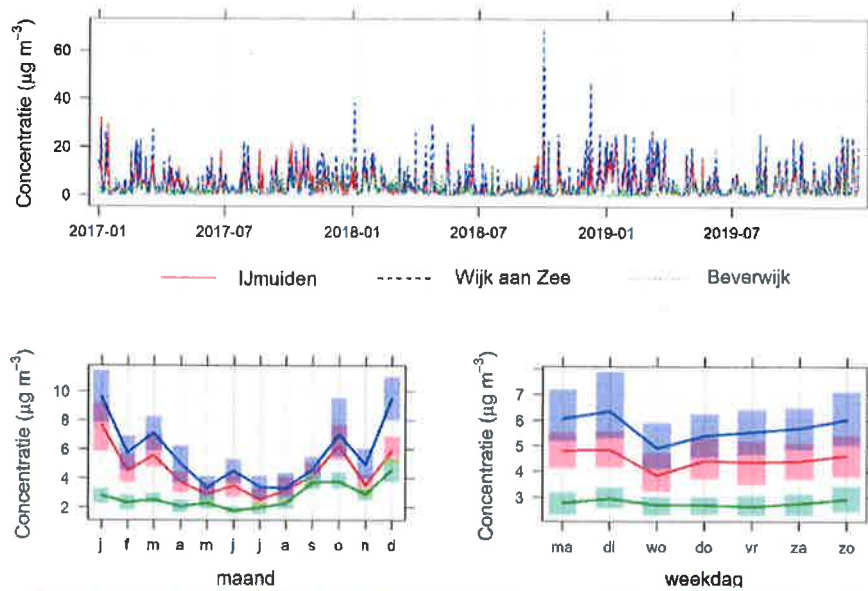 Concentratie (µg m⁻³)
60
40
20
0
2017-01 2017-07 2018-01 2018-07 2019-01 2019-07
IJmuiden Wijk aan Zee Beverwijk
Concentratie (µg m⁻³)
10
8
6
4
2
j f m a m j j a s o n d
maand
Concentratie (µg m⁻³)
7
6
5
4
3
ma di wo do vr za zo
weekdag